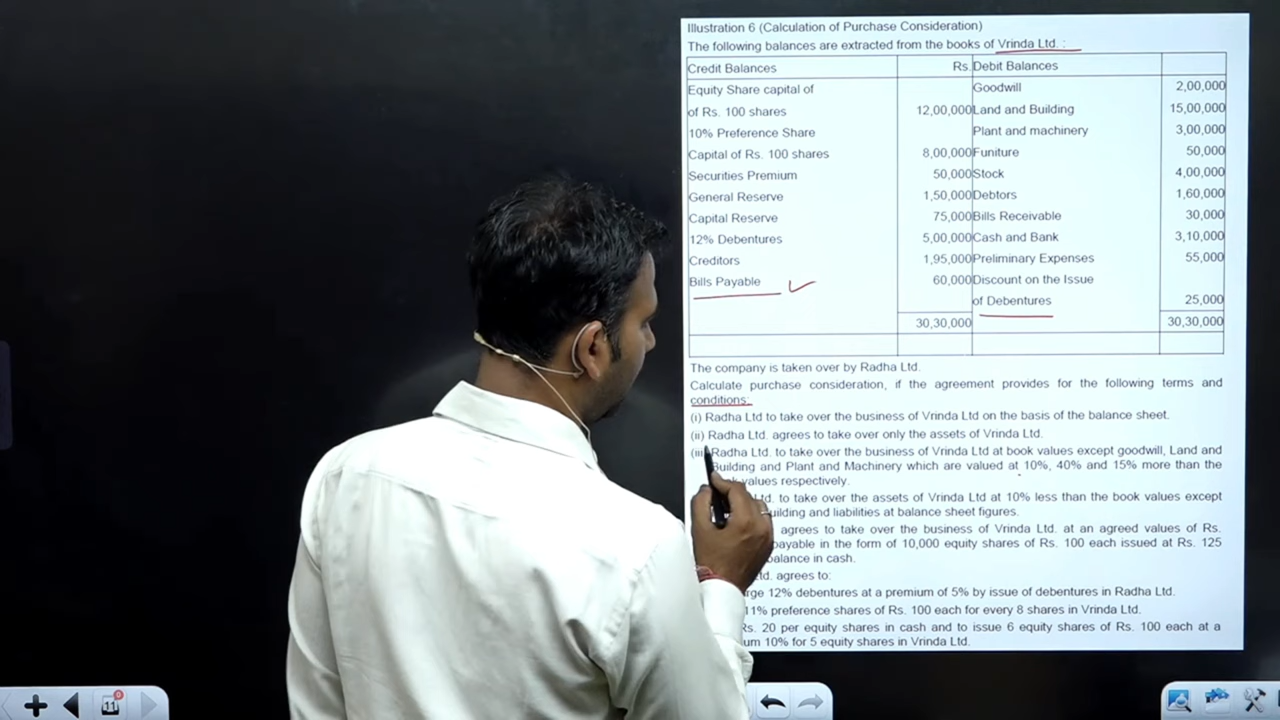 Illustration 6 (Calculation of Purchase Consideration)
The following balances are extracted from the books of Vrinda Ltd. :
Credit Balances Rs. Debit Balances
Equity Share capital of Goodwill 2,00,000
of Rs. 100 shares 12,00,000 Land and Building 15,00,000
10% Preference Share Plant and machinery 3,00,000
Capital of Rs. 100 shares 8,00,000 Funiture 50,000
Securities Premium 50,000 Stock 4,00,000
General Reserve 1,50,000 Debtors 1,60,000
Capital Reserve 75,000 Bills Receivable 30,000
12% Debentures 5,00,000 Cash and Bank 3,10,000
Creditors 1,95,000 Preliminary Expenses 55,000
Bills Payable 60,000 Discount on the Issue
of Debentures 25,000
30,30,000 30,30,000
The company is taken over by Radha Ltd.
Calculate purchase consideration, if the agreement provides for the following terms and
conditions:
(i) Radha Ltd to take over the business of Vrinda Ltd on the basis of the balance sheet.
(ii) Radha Ltd. agrees to take over only the assets of Vrinda Ltd.
(iii) Radha Ltd. to take over the business of Vrinda Ltd at book values except goodwill, Land and
Building and Plant and Machinery which are valued at 10%, 40% and 15% more than the
values respectively.
Ltd. to take over the assets of Vrinda Ltd at 10% less than the book values except
uilding and liabilities at balance sheet figures.
agrees to take over the business of Vrinda Ltd. at an agreed values of Rs.
payable in the form of 10,000 equity shares of Rs. 100 each issued at Rs. 125
balance in cash.
Ltd. agrees to:
rge 12% debentures at a premium of 5% by issue of debentures in Radha Ltd.
11% preference shares of Rs. 100 each for every 8 shares in Vrinda Ltd.
Rs. 20 per equity shares in cash and to issue 6 equity shares of Rs. 100 each at a
um 10% for 5 equity shares in Vrinda Ltd.
11
0